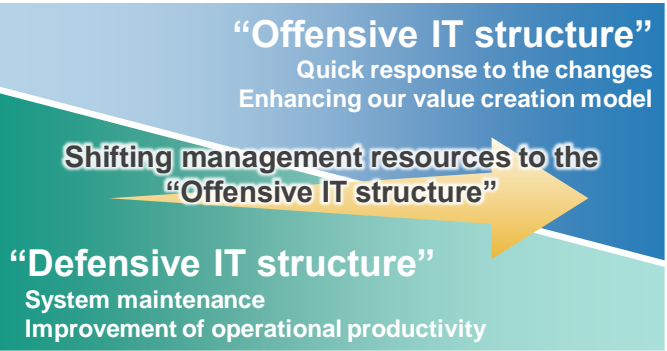 “Offensive IT structure”
Quick response to the changes
Enhancing our value creation model
Shifting management resources to the
“Offensive IT structure”
“Defensive IT structure”
System maintenance
Improvement of operational productivity